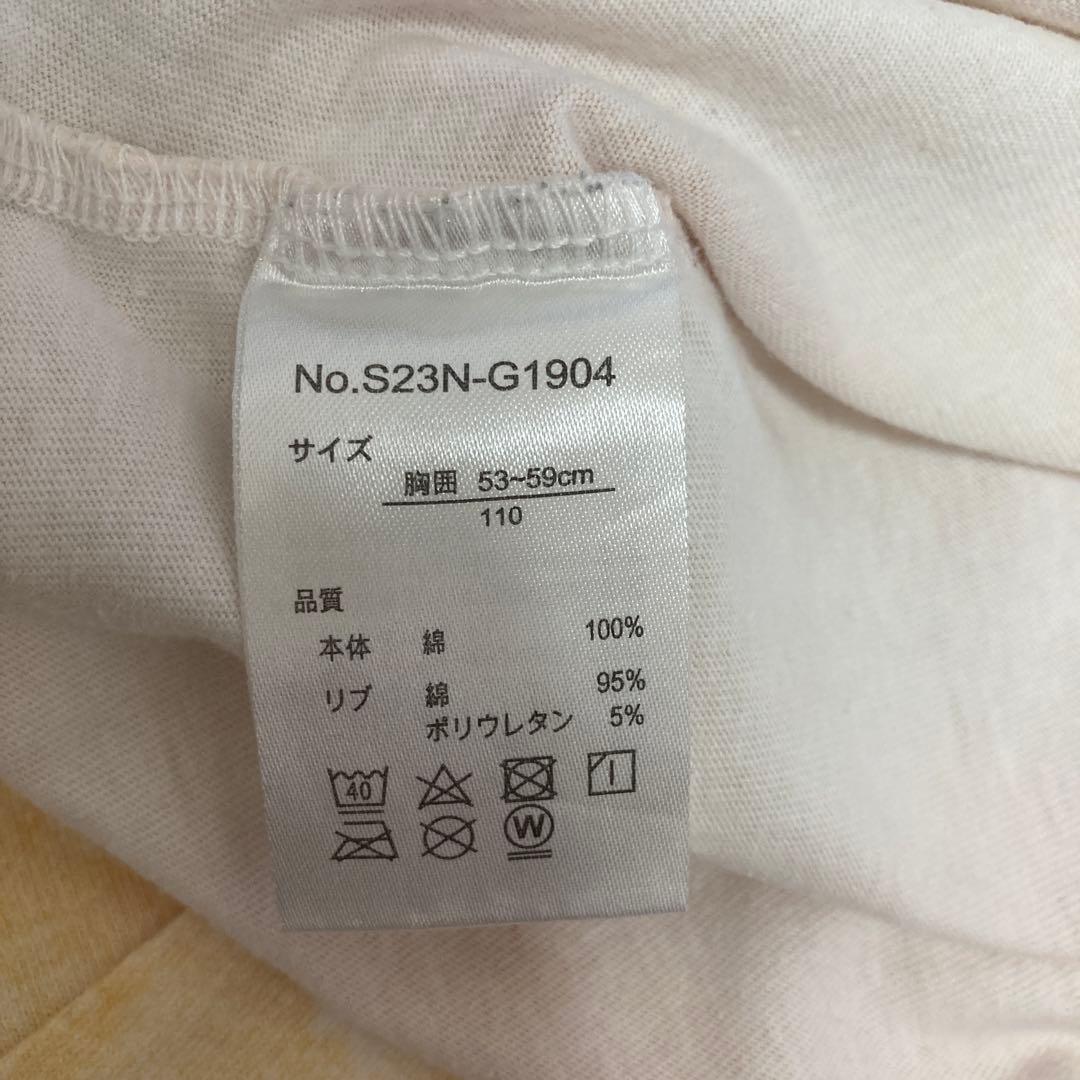 No.S23N-G1904
サイズ
胸囲 53~59cm
110
品質
本体 綿 100%
リブ 綿 95%
ポリウレタン 5%
40
W